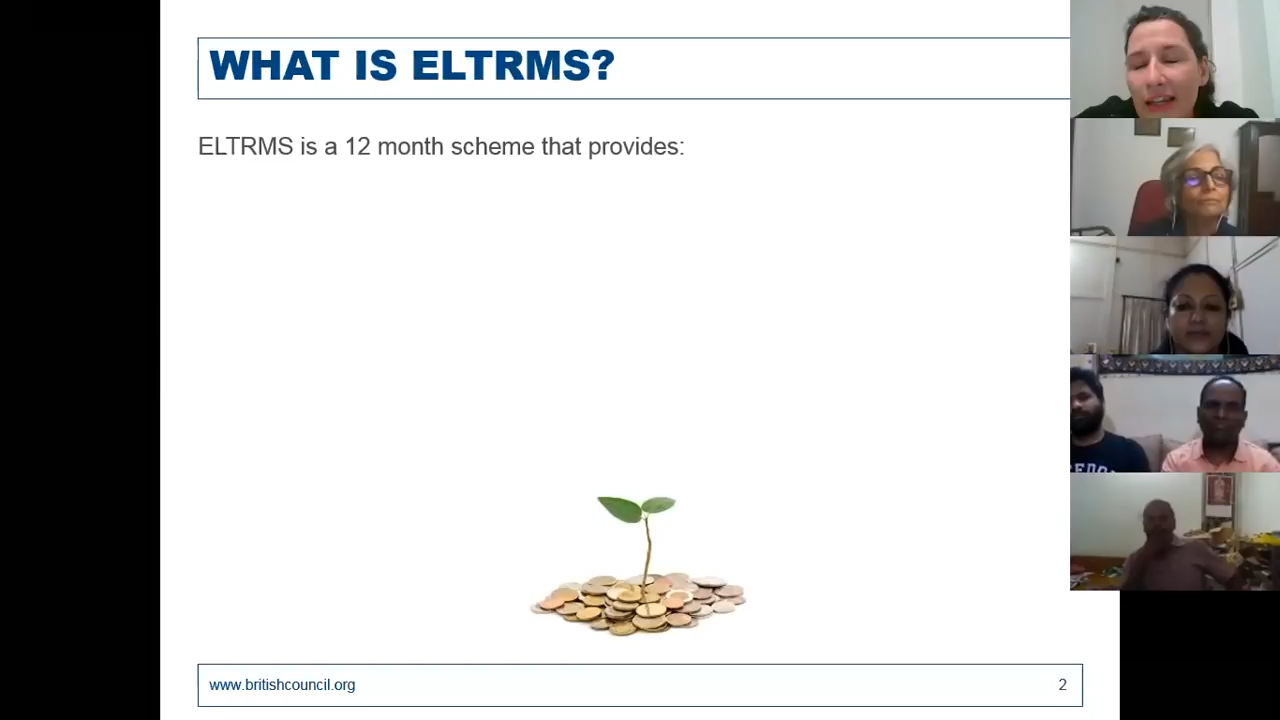 WHAT IS ELTRMS?
ELTRMS is a 12 month scheme that provides:
www.britishcouncil.org
2